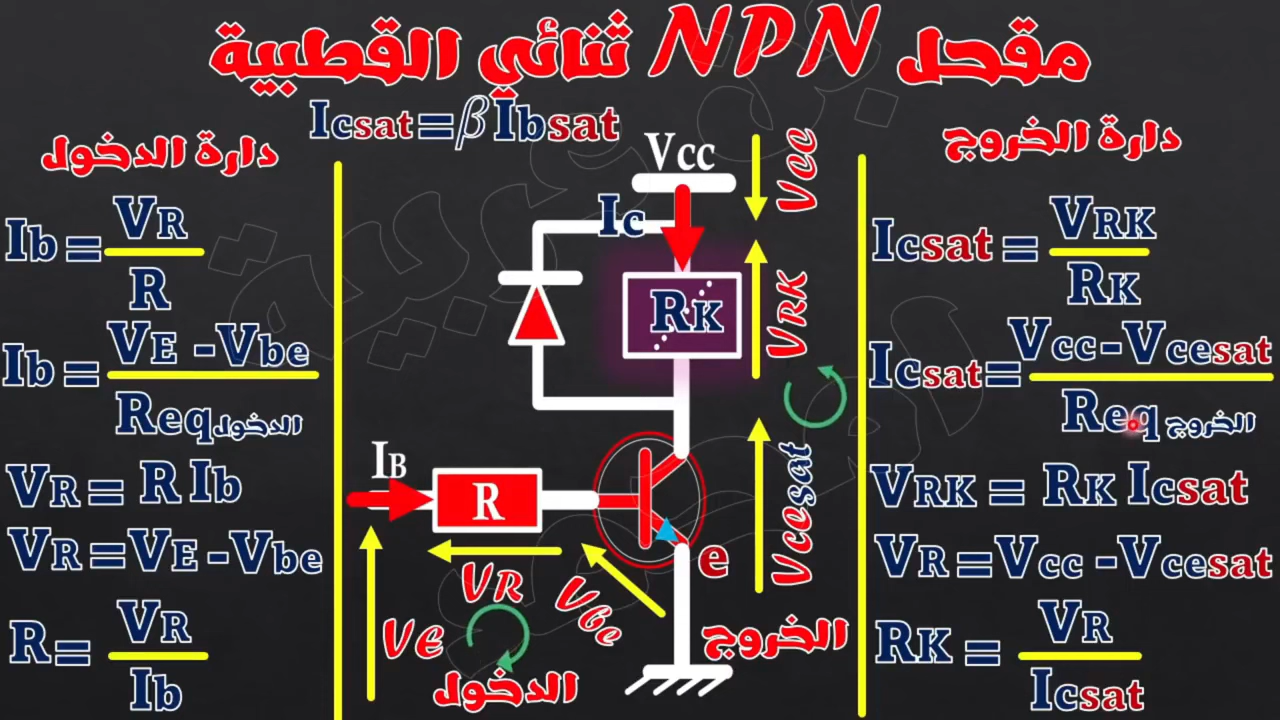 مقحل NPN ثنائي القطبية
Icsat=βIbsat
دارة الدخول
Ib = VR / R
Ib = VE -Vbe / Reqالدخول
VR = R Ib
VR =VE -Vbe
R= VR / Ib
Vcc
Vcc
Ic
RK
VRK
IB
R
VR
Vbe
VE
e
Vcesat
الدخول
الخروج
دارة الخروج
Icsat = VRK / RK
Icsat= Vcc-Vcesat / Req الخروج
VRK = RK Icsat
VR =Vcc -Vcesat
RK = VR / Icsat